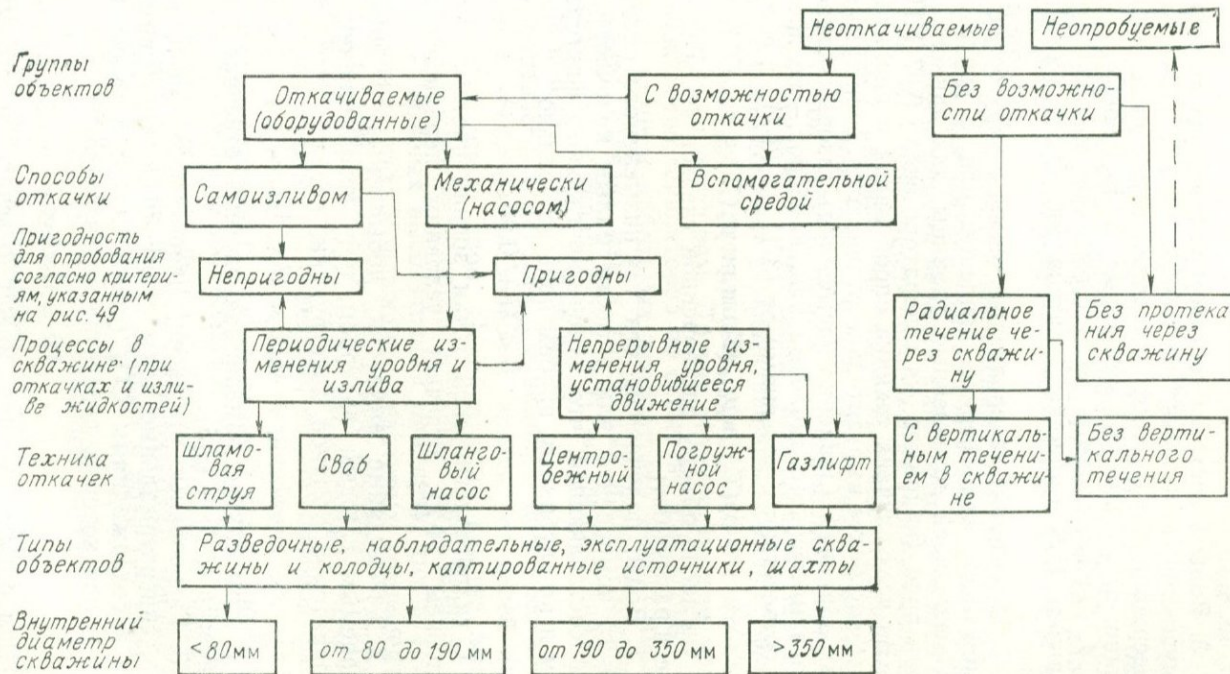 Неоткачиваемые
Неопробуемые
Группы
объектов
Откачиваемые
(оборудованные)
С возможностью
откачки
Без возможно-
сти откачки
Способы
откачки
Самоизливом
Механически
(насосом)
Вспомогательной
средой
Пригодность
для опробования
согласно критери-
ям, указанным
на рис. 49
Непригодны
Пригодны
Радиальное
течение че-
рез скважи-
ну
Без протека
ния через
скважину
Процессы в
скважине (при
откачках и изли-
ве жидкостей)
Периодические из-
менения уровня и
излива
Непрерывные из-
менения уровня,
установившееся
движение
Техника
откачек
Шламо-
вая
струя
Сваб
Шланго-
вый
насос
Центро-
бежный
Погруж-
ной
насос
Газлифт
С вертикаль-
ным течени-
ем в скважи-
не
Без верти-
кального
течения
Типы
объектов
Разведочные, наблюдательные, эксплуатационные сква-
жины и колодцы, каптированные источники, шахты
Внутренний
диаметр
скважины
<80мм
от 80 до 190 мм
от 190 до 350 мм
>350 мм